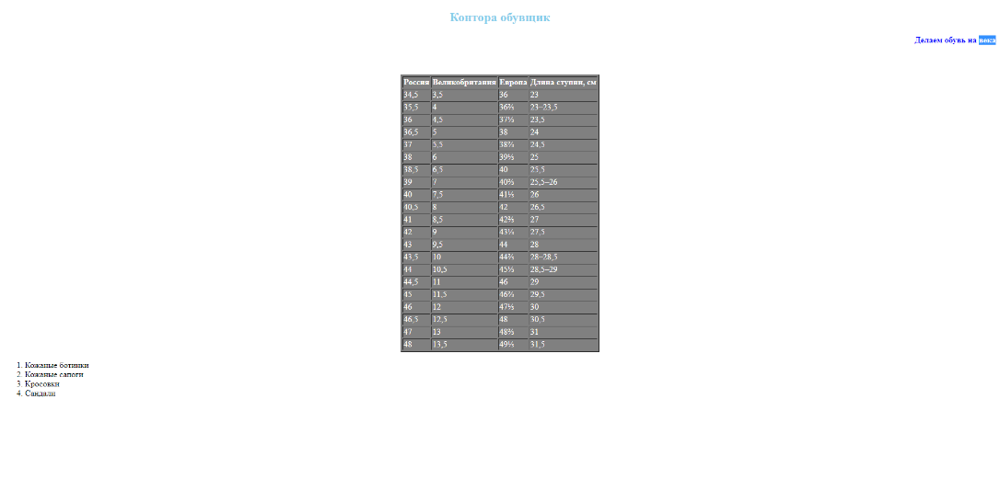 Контора обувщик
Делаем обувь на века
Россия Великобритания Европа Длина ступни, см
34,5 3,5 36 23
35,5 4 36⅔ 23–23,5
36 4,5 37⅓ 23,5
36,5 5 38 24
37 5,5 38⅔ 24,5
38 6 39⅓ 25
38,5 6,5 40 25,5
39 7 40⅔ 25,5–26
40 7,5 41⅓ 26
40,5 8 42 26,5
41 8,5 42⅔ 27
42 9 43⅓ 27,5
43 9,5 44 28
43,5 10 44⅔ 28–28,5
44 10,5 45⅓ 28,5–29
44,5 11 46 29
45 11,5 46⅔ 29,5
46 12 47⅓ 30
46,5 12,5 48 30,5
47 13 48⅔ 31
48 13,5 49⅓ 31,5
1. Кожаные ботинки
2. Кожаные сапоги
3. Кросовки
4. Сандали